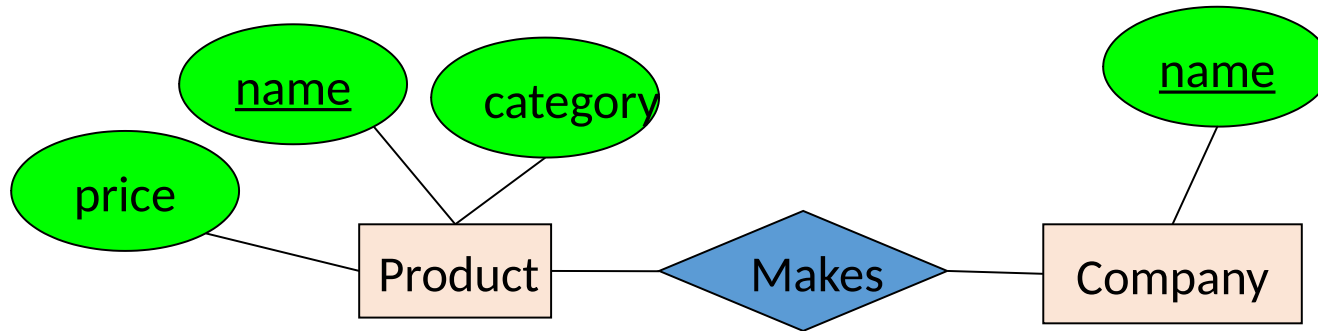 name
name
category
price
Product
Makes
Company